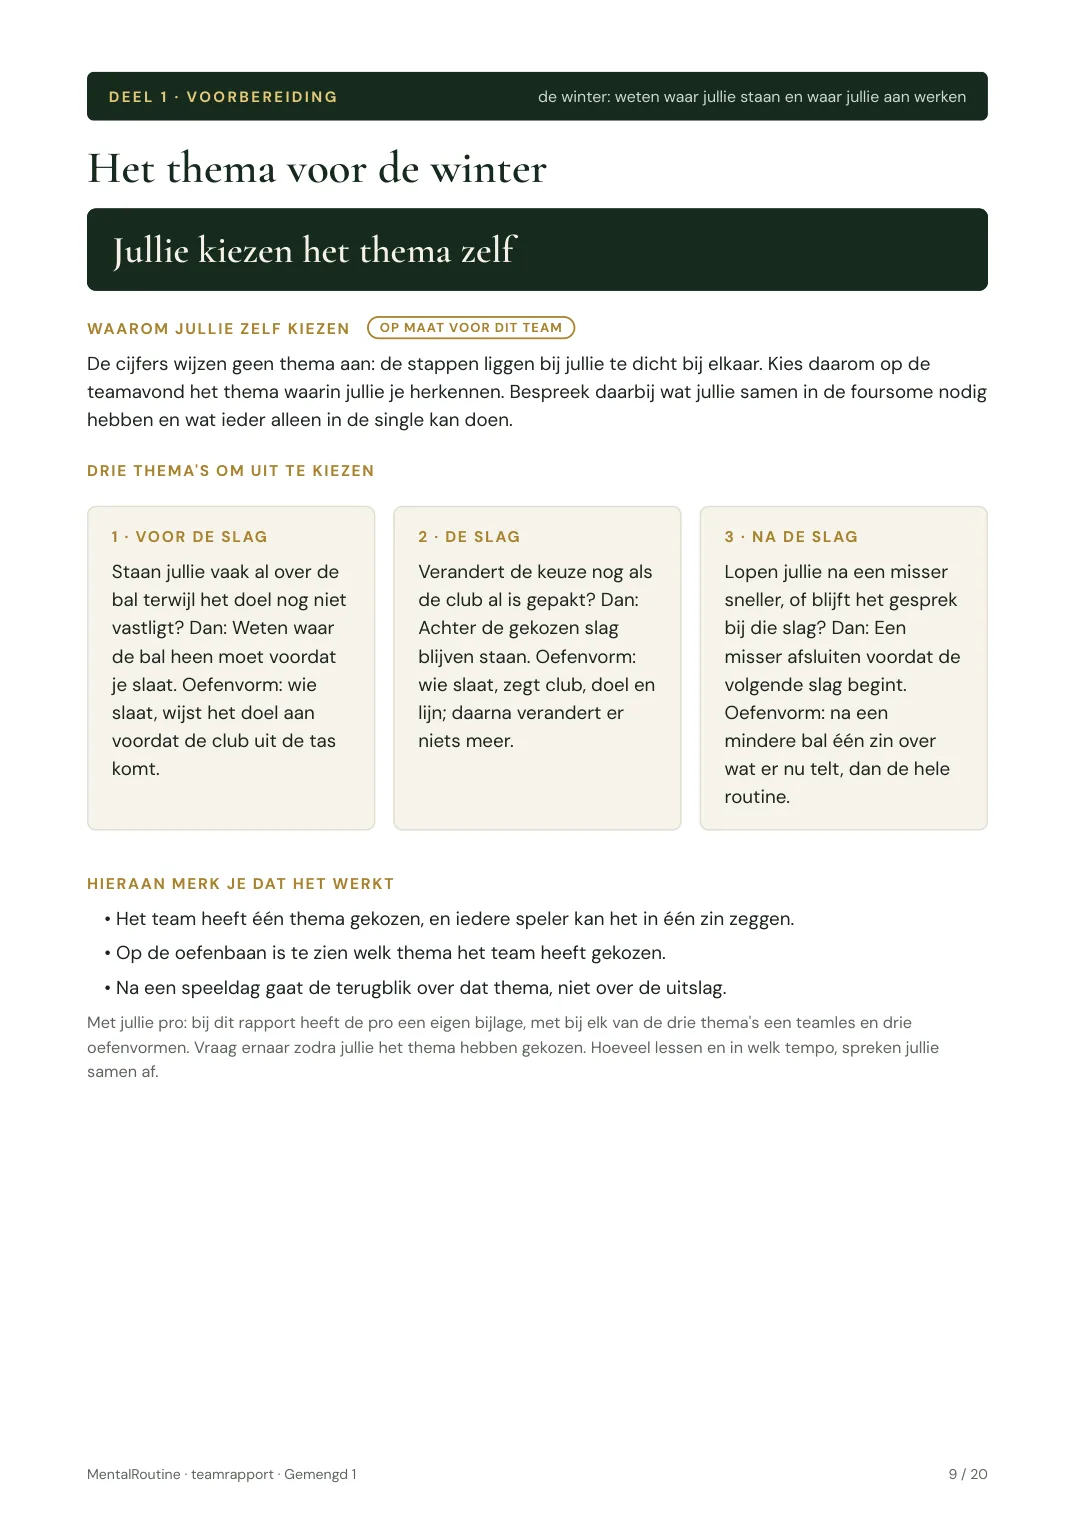 DEEL 1 · VOORBEREIDING
de winter: weten waar jullie staan en waar jullie aan werken
Het thema voor de winter
Jullie kiezen het thema zelf
WAAROM JULLIE ZELF KIEZEN
OP MAAT VOOR DIT TEAM
De cijfers wijzen geen thema aan: de stappen liggen bij jullie te dicht bij elkaar. Kies daarom op de
teamavond het thema waarin jullie je herkennen. Bespreek daarbij wat jullie samen in de foursome nodig
hebben en wat ieder alleen in de single kan doen.
DRIE THEMA'S OM UIT TE KIEZEN
1 · VOOR DE SLAG
Staan jullie vaak al over de
bal terwijl het doel nog niet
vastligt? Dan: Weten waar
de bal heen moet voordat
je slaat. Oefenvorm: wie
slaat, wijst het doel aan
voordat de club uit de tas
komt.
2 · DE SLAG
Verandert de keuze nog als
de club al is gepakt? Dan:
Achter de gekozen slag
blijven staan. Oefenvorm:
wie slaat, zegt club, doel en
lijn; daarna verandert er
niets meer.
3 · NA DE SLAG
Lopen jullie na een misser
sneller, of blijft het gesprek
bij die slag? Dan: Een
misser afsluiten voordat de
volgende slag begint.
Oefenvorm: na een
mindere bal één zin over
wat er nu telt, dan de hele
routine.
HIERAAN MERK JE DAT HET WERKT
• Het team heeft één thema gekozen, en iedere speler kan het in één zin zeggen.
• Op de oefenbaan is te zien welk thema het team heeft gekozen.
• Na een speeldag gaat de terugblik over dat thema, niet over de uitslag.
Met jullie pro: bij dit rapport heeft de pro een eigen bijlage, met bij elk van de drie thema's een teamles en drie
oefenvormen. Vraag ernaar zodra jullie het thema hebben gekozen. Hoeveel lessen en in welk tempo, spreken jullie
samen af.
MentalRoutine · teamrapport · Gemengd 1
9 / 20